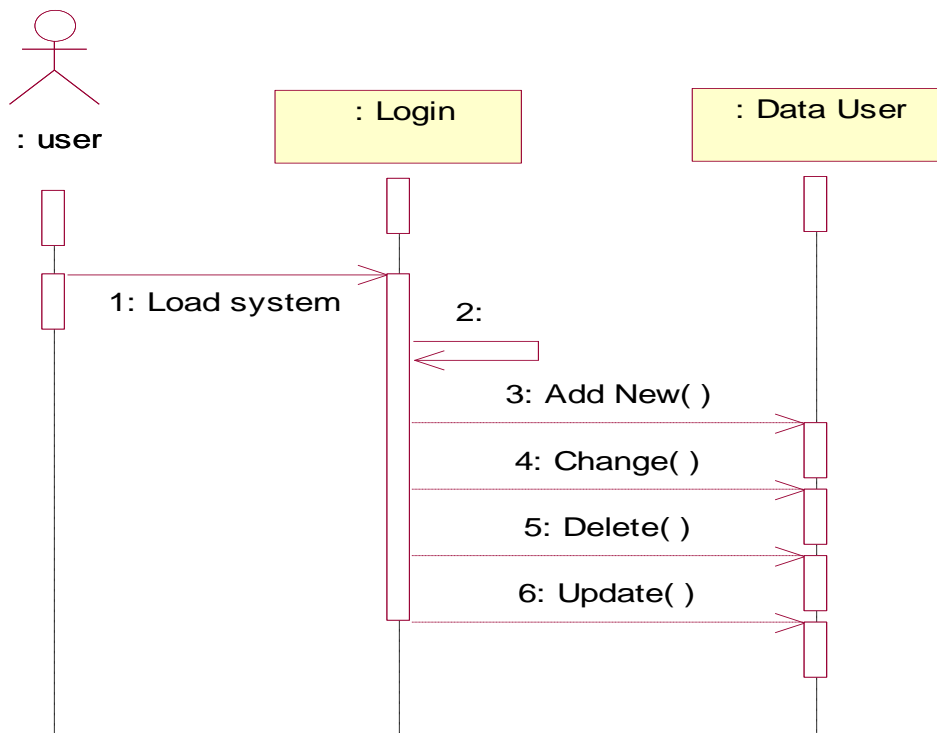 : user
: Login
: Data User
1: Load system
2:
3: Add New( )
4: Change( )
5: Delete( )
6: Update( )